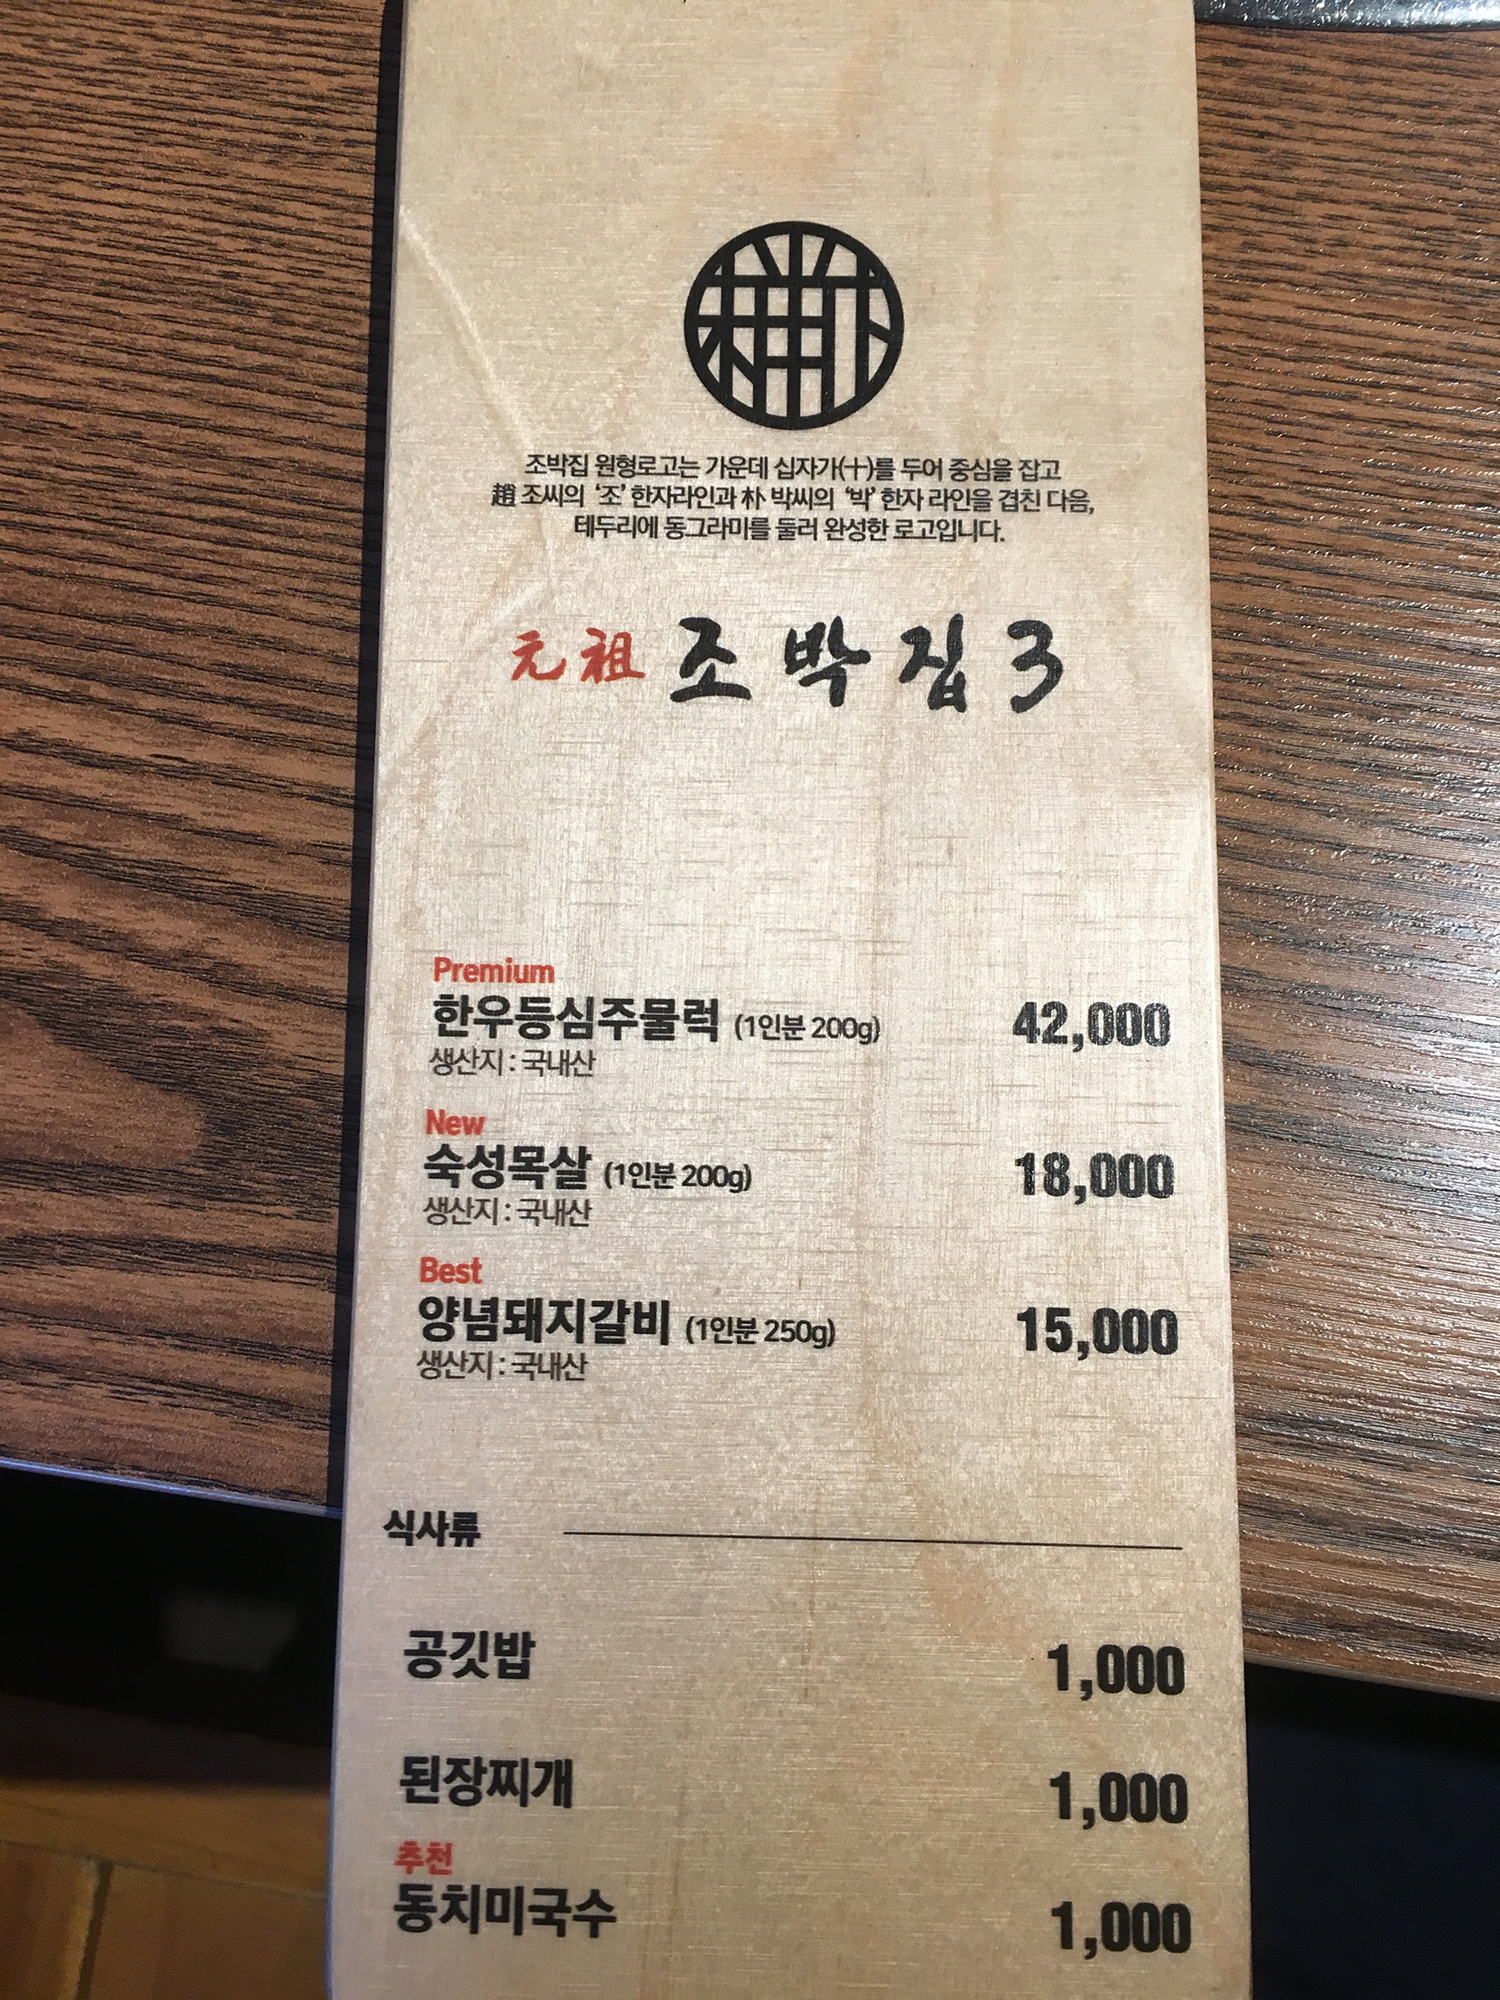 조박집 원형로고는 가운데 십자가(十)를 두어 중심을 잡고
趙 조씨의 '조' 한자라인과 朴 박씨의 '박' 한자 라인을 겹친 다음,
테두리에 동그라미를 둘러 완성한 로고입니다.
元祖 조박집3
Premium
한우등심주물럭 (1인분 200g) 42,000
생산지 : 국내산
New
숙성목살 (1인분 200g) 18,000
생산지 : 국내산
Best
양념돼지갈비 (1인분 250g) 15,000
생산지 : 국내산
식사류
공깃밥 1,000
된장찌개 1,000
추천
동치미국수 1,000